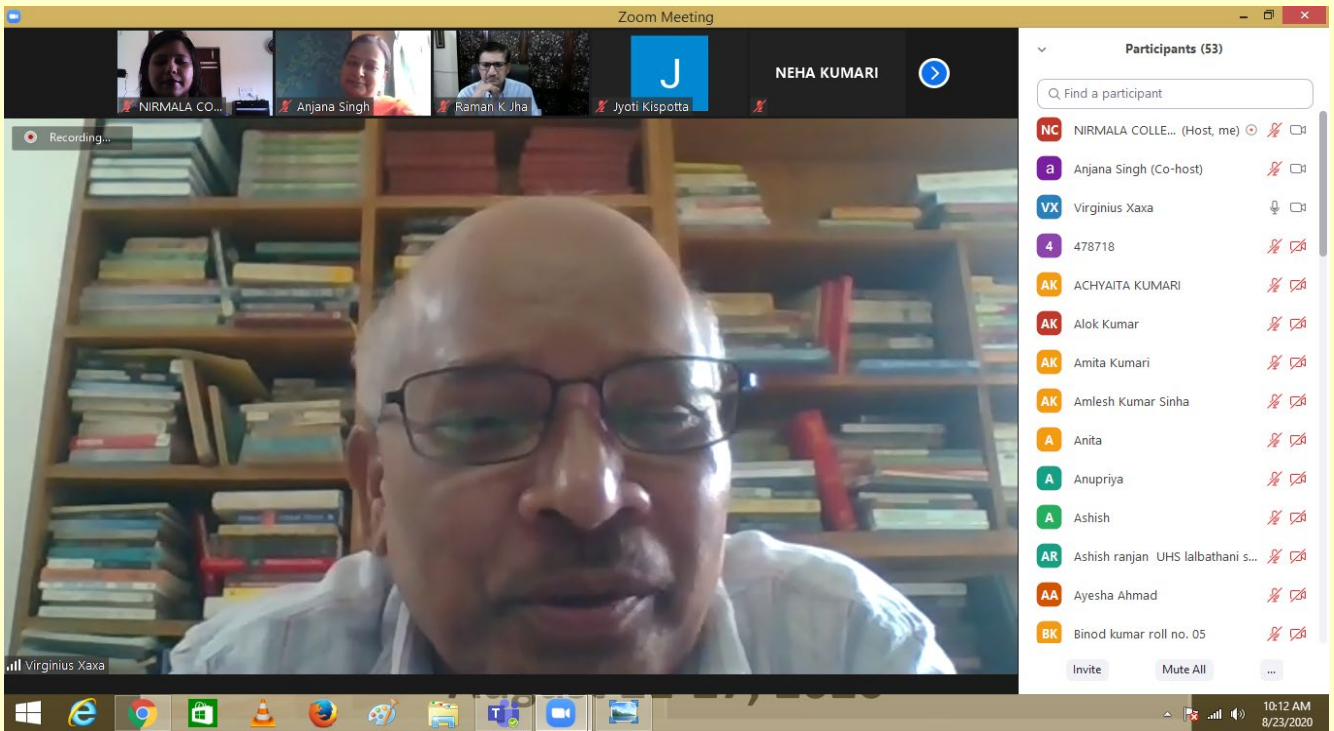 Zoom Meeting
NIRMALA CO...
Anjana Singh
Raman K Jha
J
Jyoti Kispotta
NEHA KUMARI
Recording...
Virginius Xaxa
Participants (53)
Find a participant
NC NIRMALA COLLE... (Host, me)
a Anjana Singh (Co-host)
VX Virginius Xaxa
4 478718
AK ACHYAITA KUMARI
AK Alok Kumar
AK Amita Kumari
AK Amlesh Kumar Sinha
A Anita
A Anupriya
A Ashish
AR Ashish ranjan UHS lalbathani s...
AA Ayesha Ahmad
BK Binod kumar roll no. 05
Invite Mute All ...
10:12 AM
8/23/2020